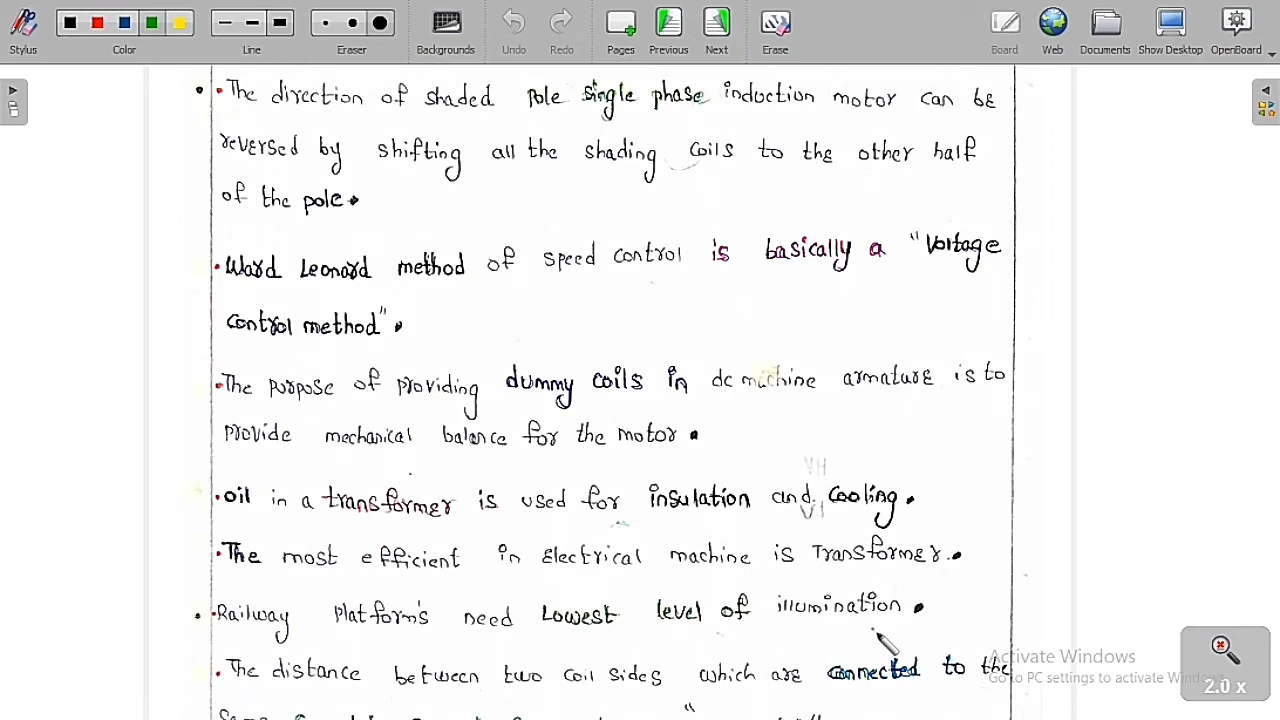 Stylus
Color
Line
Eraser
Backgrounds
Undo
Redo
Pages
Previous
Next
Erase
Board
Web
Documents
Show Desktop
OpenBoard
• The direction of shaded pole single phase induction motor can be
reversed by shifting all the shading coils to the other half
of the pole.
• Ward Leonard method of speed control is basically a "Voltage
control method".
• The purpose of providing dummy coils in dc machine armature is to
provide mechanical balance for the motor.
• oil in a transformer is used for insulation and cooling.
• The most efficient in Electrical machine is Transformer.
• Railway Platform's need Lowest level of illumination.
• The distance between two coil sides which are connected to the
Activate Windows
Go to PC settings to activate Windows.
2.0 x